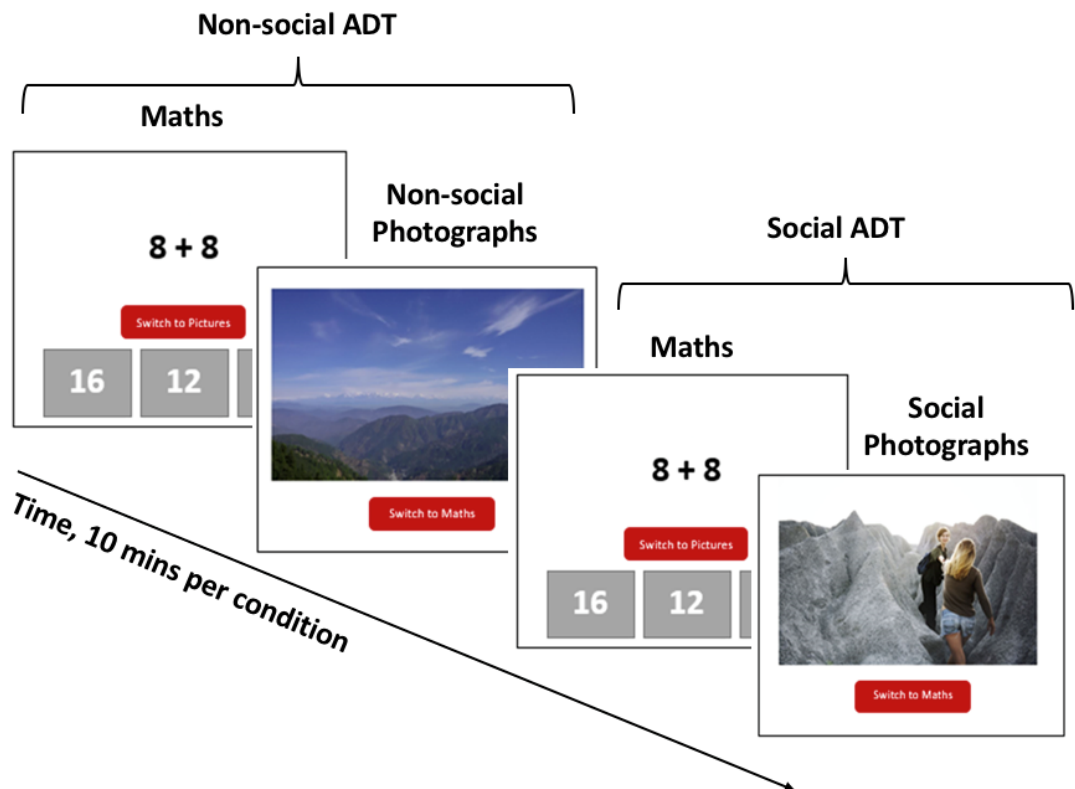 Non-social ADT
Maths
8 + 8
Switch to Pictures
16 12
Non-social
Photographs
Switch to Maths
Social ADT
Maths
8 + 8
Switch to Pictures
16 12
Social
Photographs
Switch to Maths
Time, 10 mins per condition